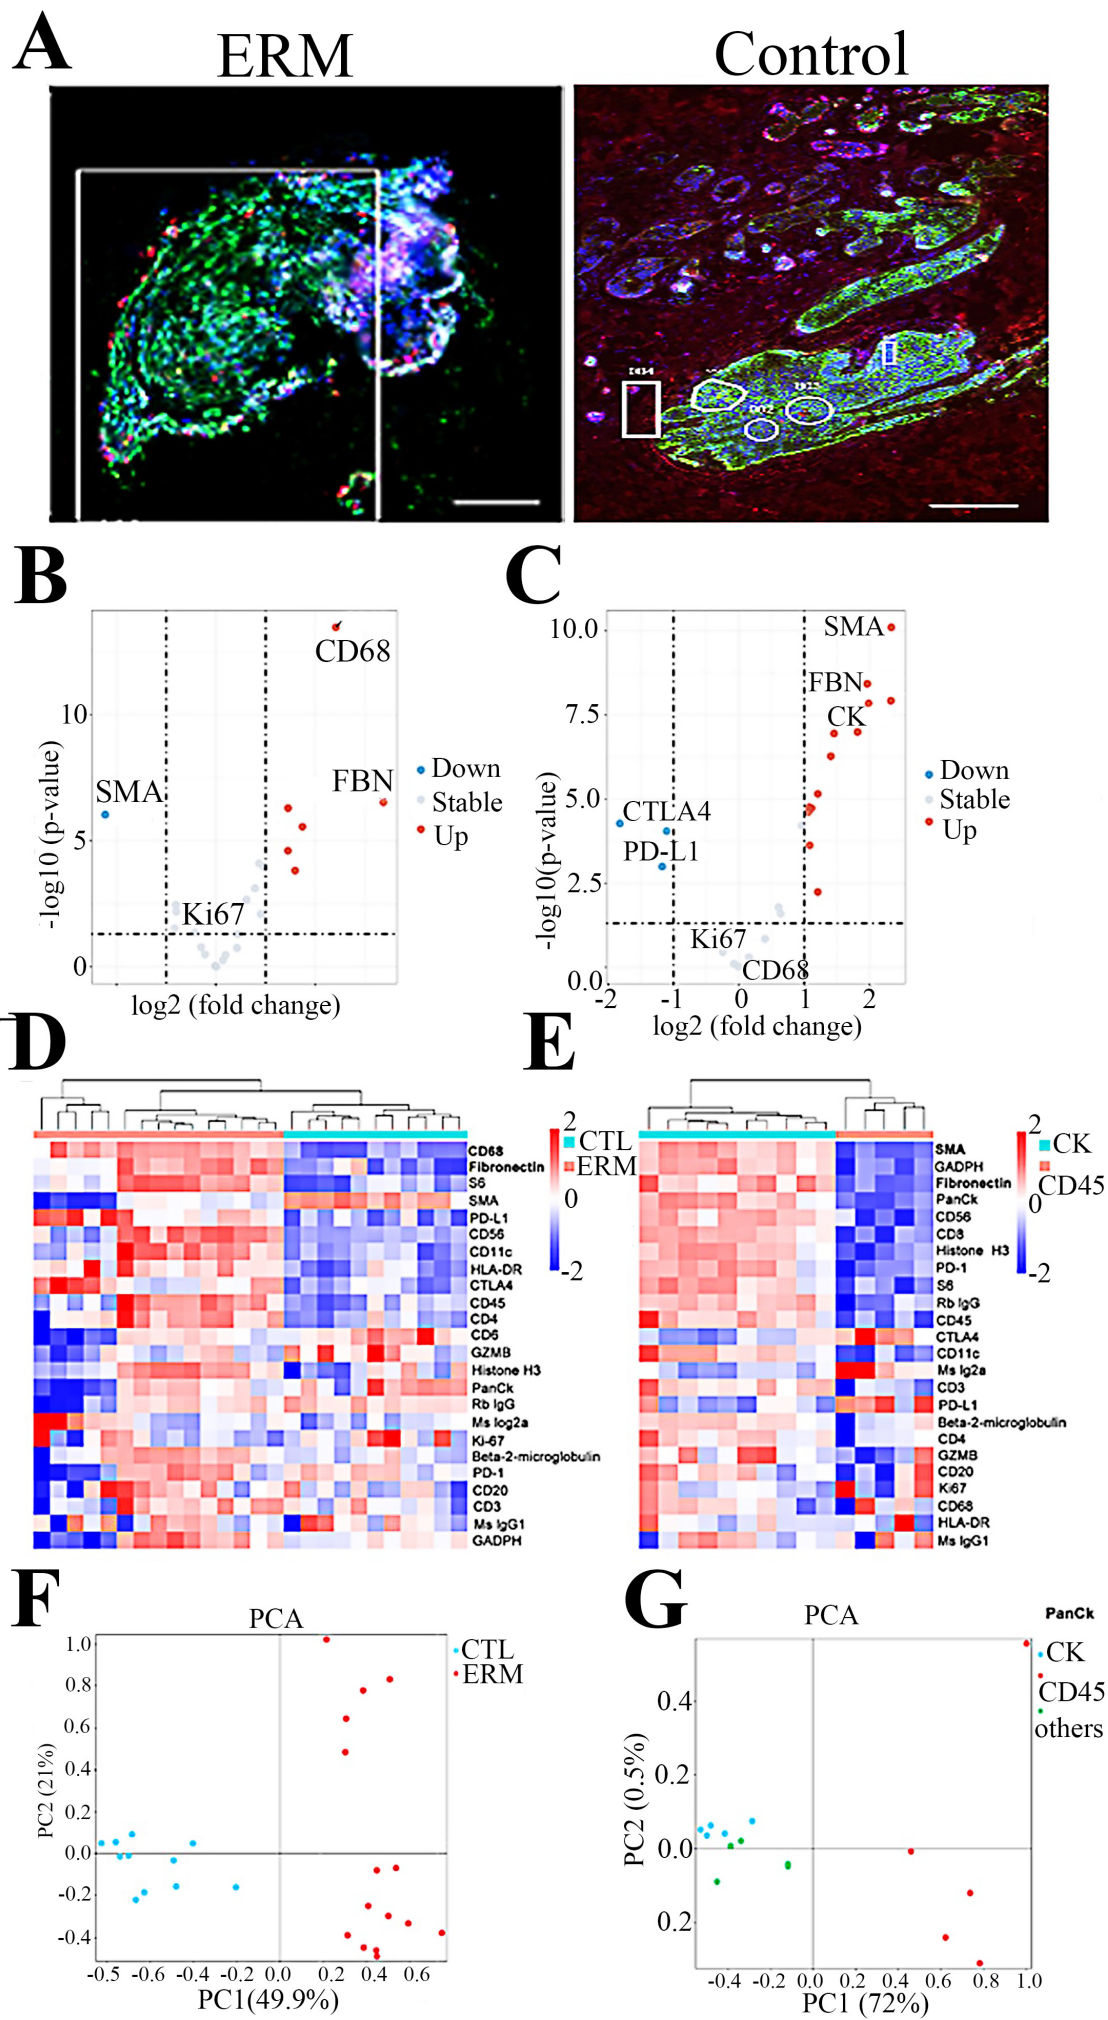 A
ERM
Control
B
C
CD68
SMA
FBN
Ki67
10
5
0
-log10 (p-value)
log2 (fold change)
Down
Stable
Up
SMA
FBN
CK
CTLA4
PD-L1
Ki67
CD68
10.0
7.5
5.0
2.5
0.0
-2
-1
0
1
2
-log10(p-value)
log2 (fold change)
Down
Stable
Up
D
E
CD68
Fibronectin
S6
SMA
PD-L1
CD56
CD11c
HLA-DR
CTLA4
CD45
CD4
CD6
GZMB
Histone H3
PanCk
Rb IgG
Ms log2a
Ki-67
Beta-2-microglobulin
PD-1
CD20
CD3
Ms IgG1
GADPH
2
0
-2
CTL
ERM
SMA
GADPH
Fibronectin
PanCk
CD56
CD8
Histone H3
PD-1
S6
Rb IgG
CD45
CTLA4
CD11c
Ms Ig2a
CD3
PD-L1
Beta-2-microglobulin
CD4
GZMB
CD20
Ki67
CD68
HLA-DR
Ms IgG1
2
0
-2
CK
CD45
F
PCA
CTL
ERM
1.0
0.8
0.6
0.4
0.2
0.0
-0.2
-0.4
PC2 (21%)
-0.5 -0.6 -0.4 -0.2 0.0 0.2 0.4 0.6
PC1(49.9%)
G
PCA
PanCk
CK
CD45
others
0.4
0.2
0.0
0.2
PC2 (0.5%)
-0.4 -0.2 0.0 0.2 0.4 0.6 0.8 1.0
PC1 (72%)